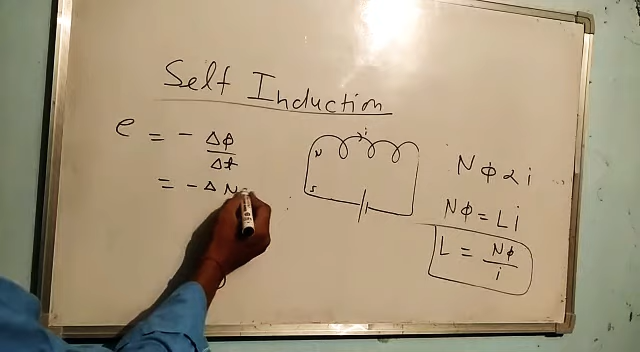 Self Induction
e = - Δϕ/Δt
= - Δ N
i
N
S
Nϕ α i
Nϕ = Li
L = Nϕ/i